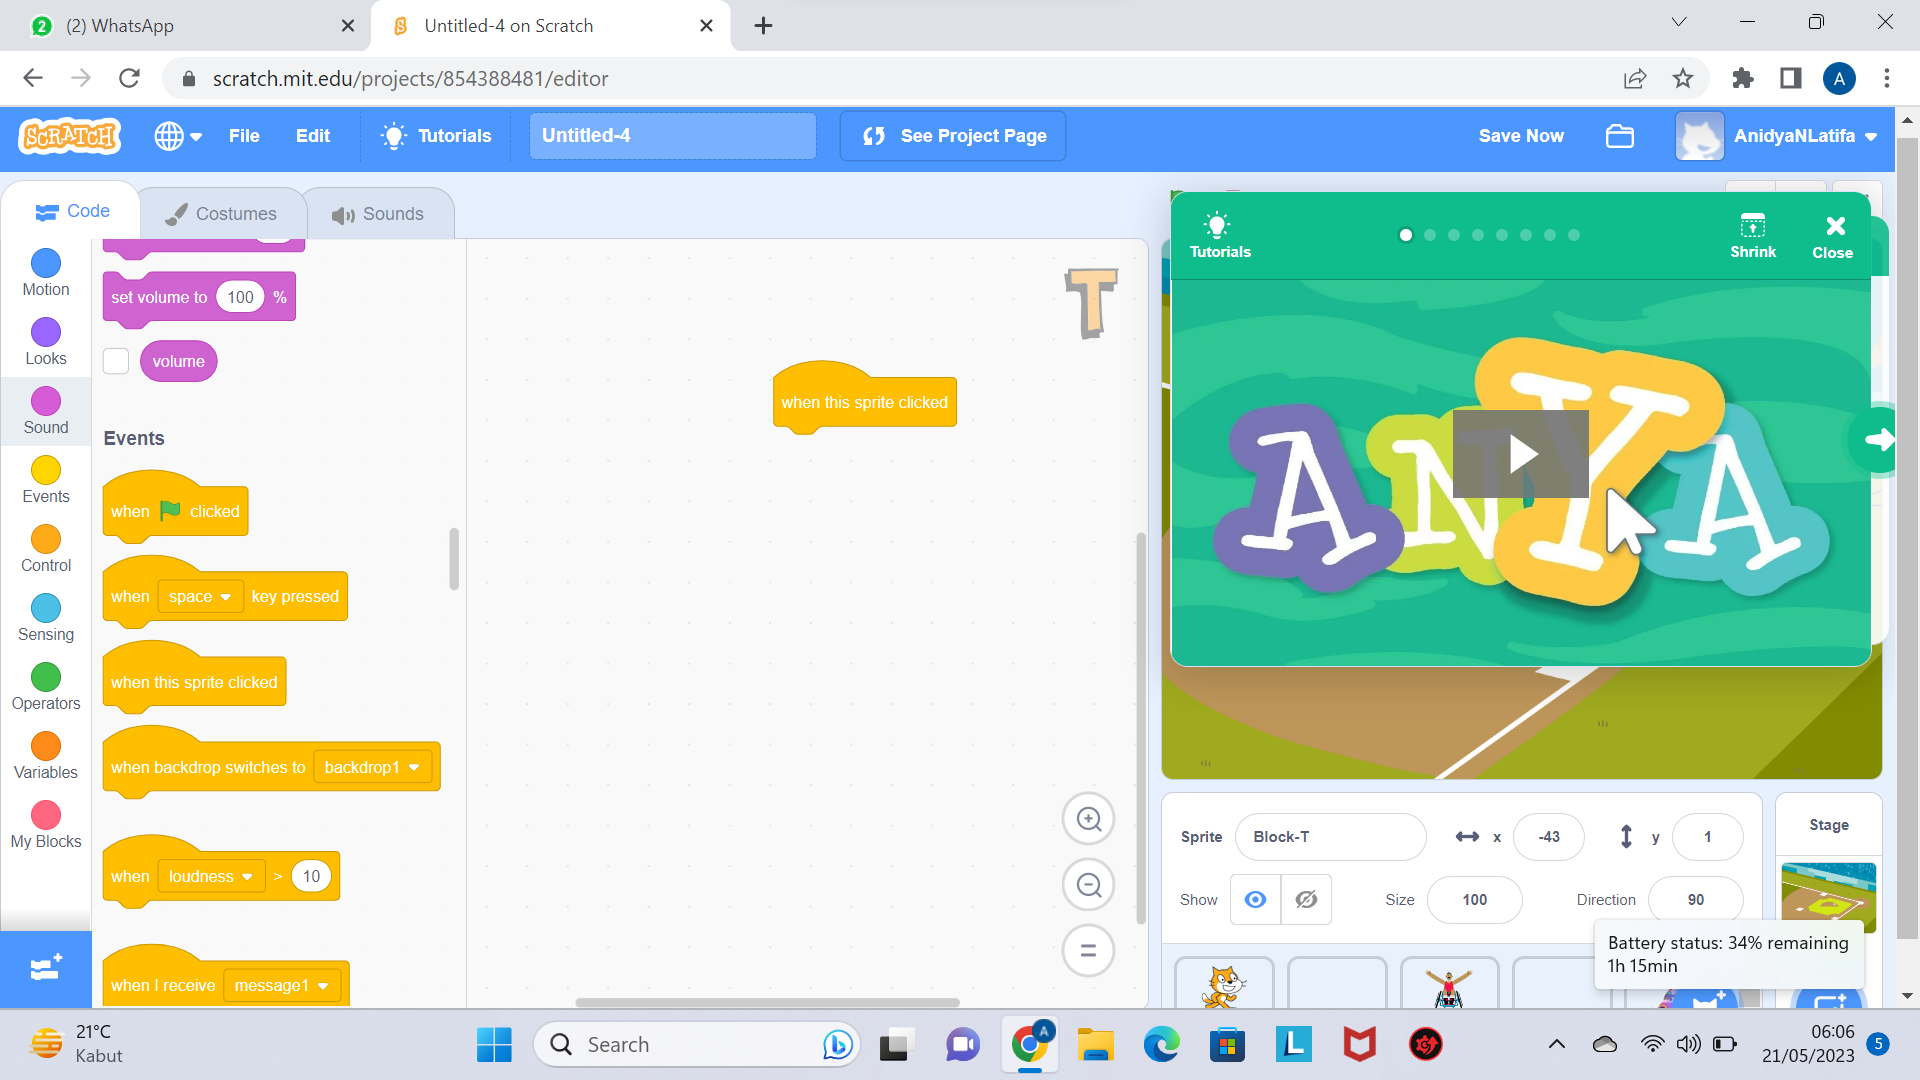 (2) WhatsApp
Untitled-4 on Scratch
scratch.mit.edu/projects/854388481/editor
A
SCRATCH
File
Edit
Tutorials
Untitled-4
See Project Page
Save Now
AnidyaNLatifa
Code
Costumes
Sounds
Motion
Looks
Sound
Events
Control
Sensing
Operators
Variables
My Blocks
set volume to 100 %
volume
Events
when clicked
when space key pressed
when this sprite clicked
when backdrop switches to backdrop1
when loudness > 10
when I receive message1
when this sprite clicked
T
Tutorials
Shrink
Close
ANYA
Sprite
Block-T
x
-43
y
1
Show
Size
100
Direction
90
Stage
Battery status: 34% remaining
1h 15min
21°C
Kabut
Search
A
L
06:06
21/05/2023
5